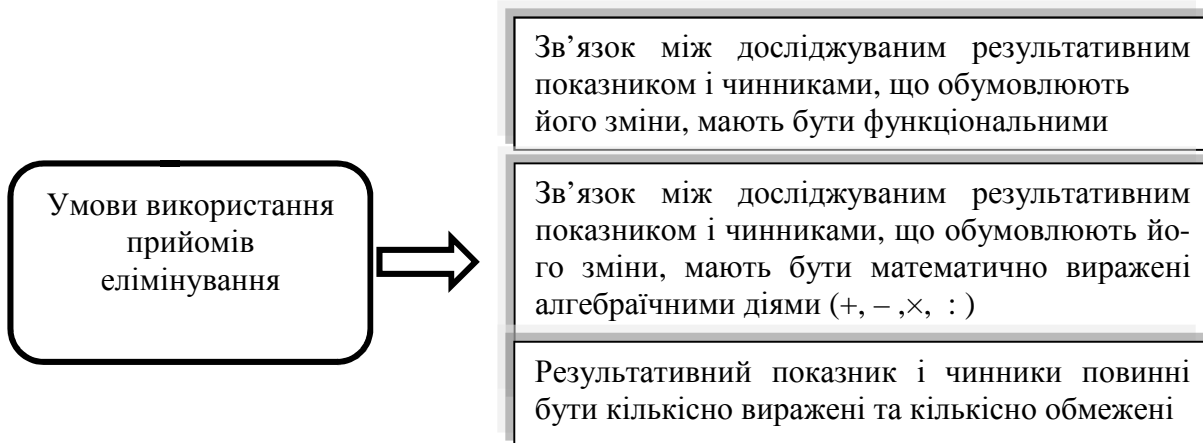 Умови використання
прийомів
елімінування
Зв’язок між досліджуваним результативним
показником і чинниками, що обумовлюють
його зміни, мають бути функціональними
Зв’язок між досліджуваним результативним
показником і чинниками, що обумовлюють йо-
го зміни, мають бути математично виражені
алгебраїчними діями (+, – ,×, : )
Результативний показник і чинники повинні
бути кількісно виражені та кількісно обмежені